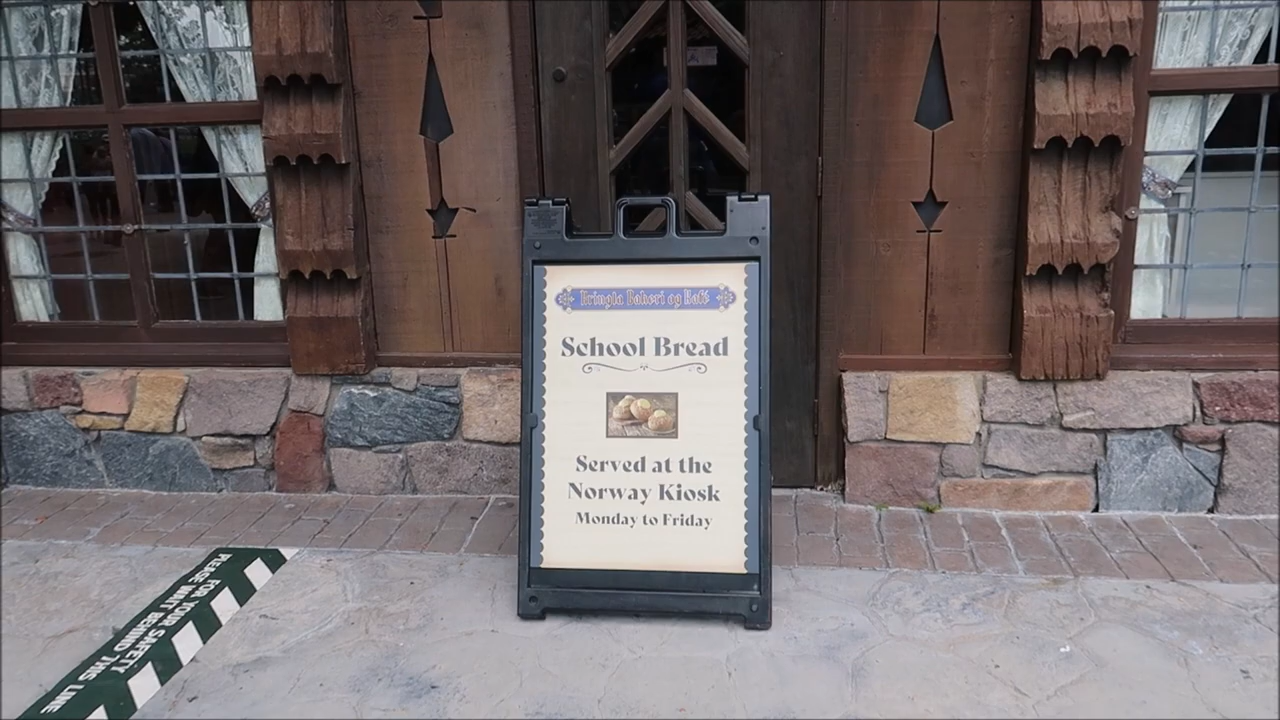 Kringla Bakeri og Kafé
School Bread
Served at the
Norway Kiosk
Monday to Friday
FOR YOUR SAFETY
PLEASE WAIT BEHIND THIS LINE